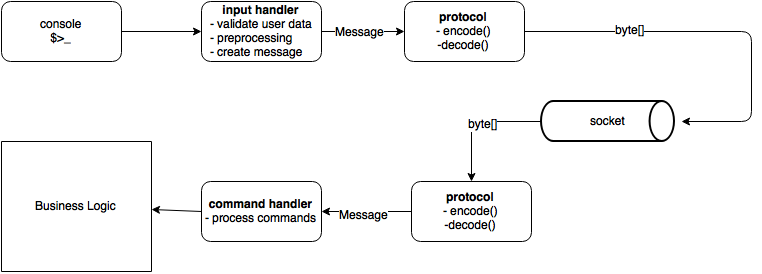 console
$>_
input handler
- validate user data
- preprocessing
- create message
Message
protocol
- encode()
-decode()
byte[]
socket
byte[]
protocol
- encode()
-decode()
Message
command handler
- process commands
Business Logic